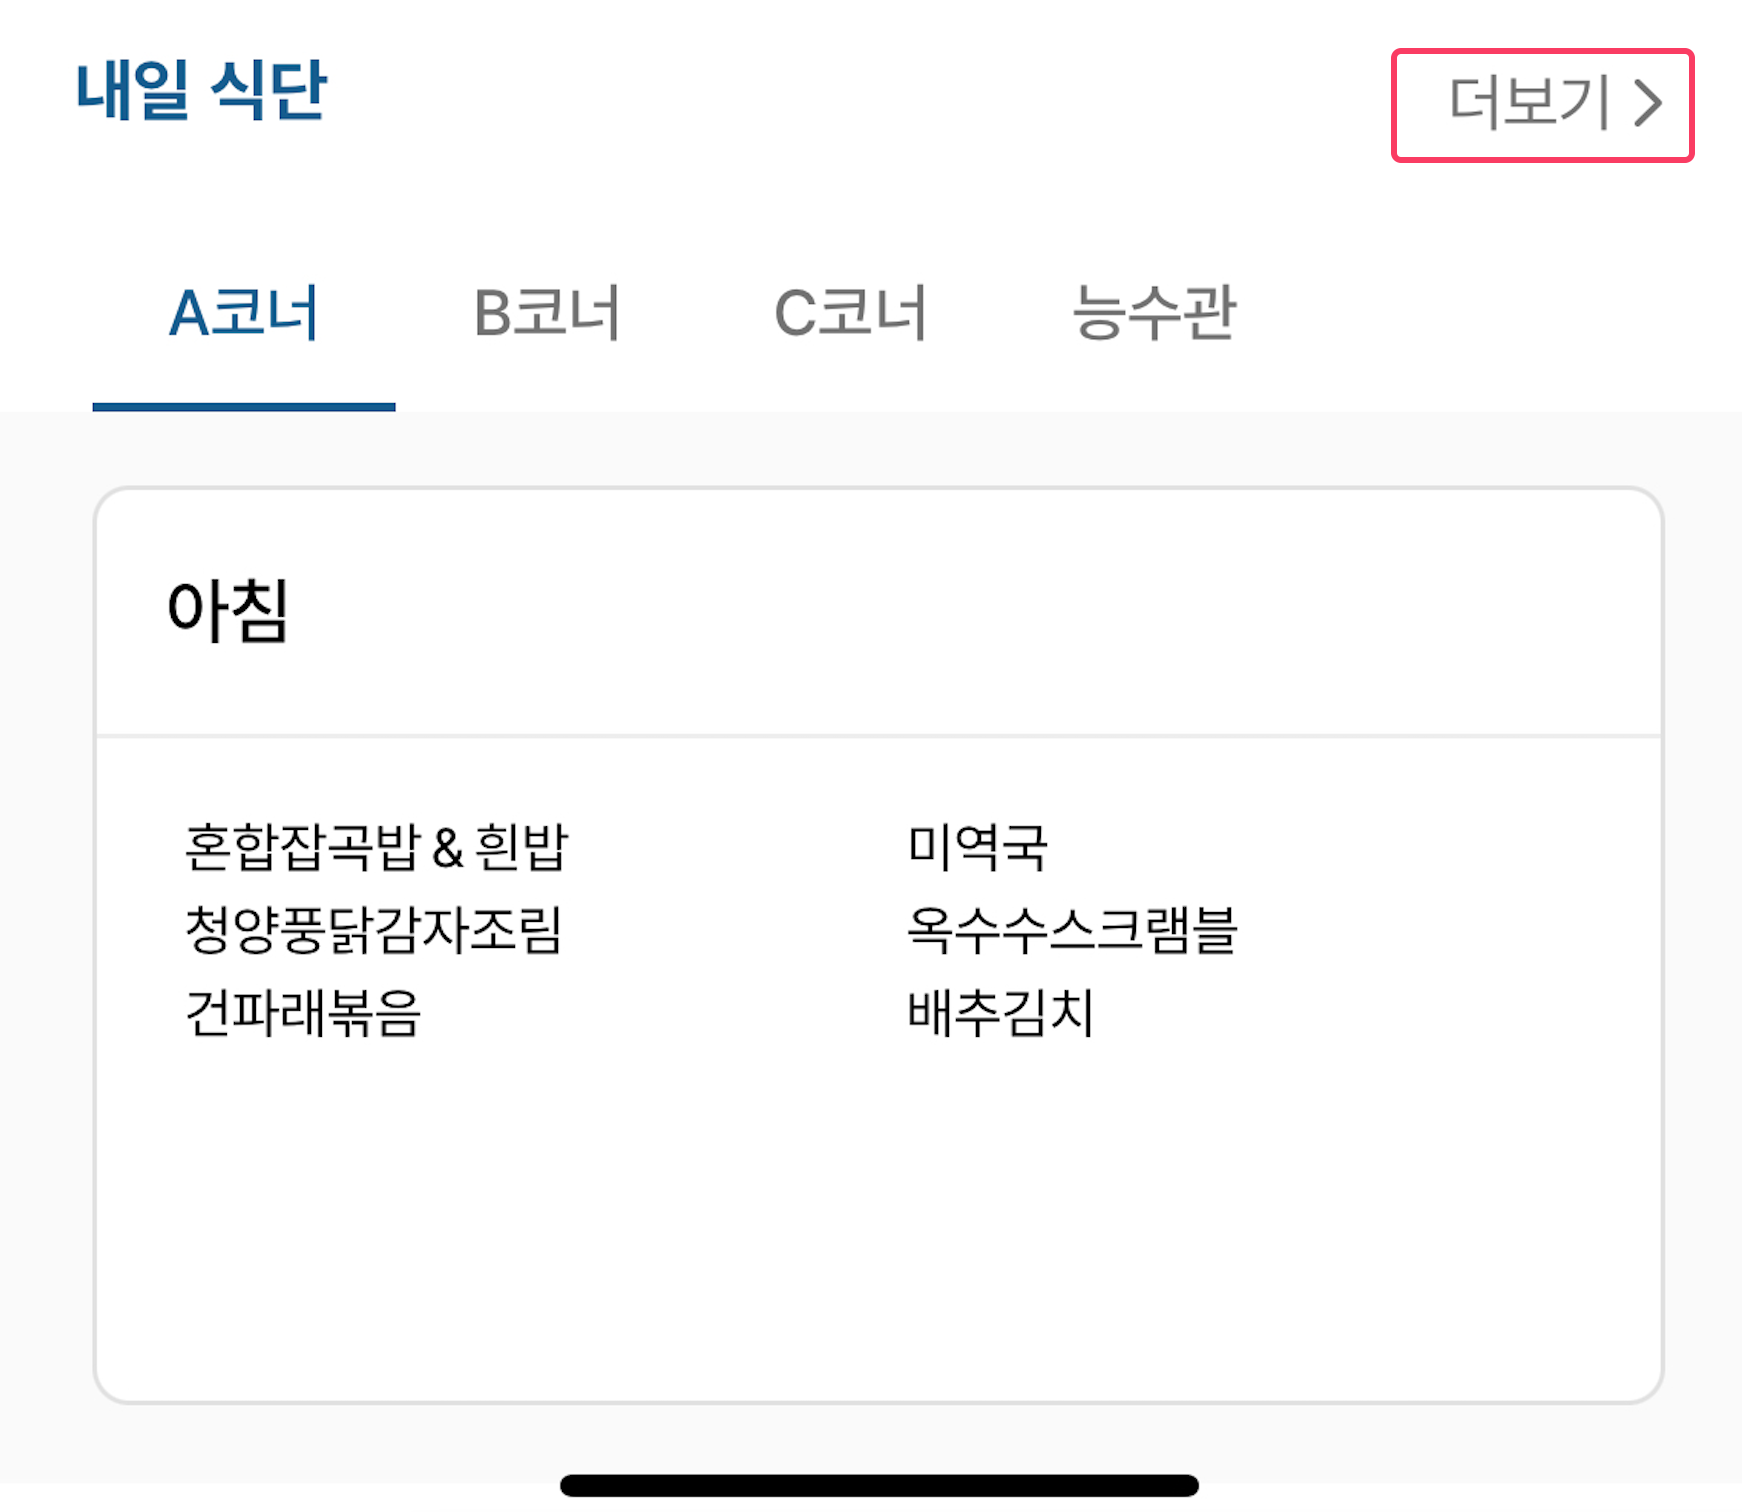 내일 식단
더보기 >
A코너 B코너 C코너 능수관
아침
혼합잡곡밥 & 흰밥 미역국
청양풍닭감자조림 옥수수스크램블
건파래볶음 배추김치